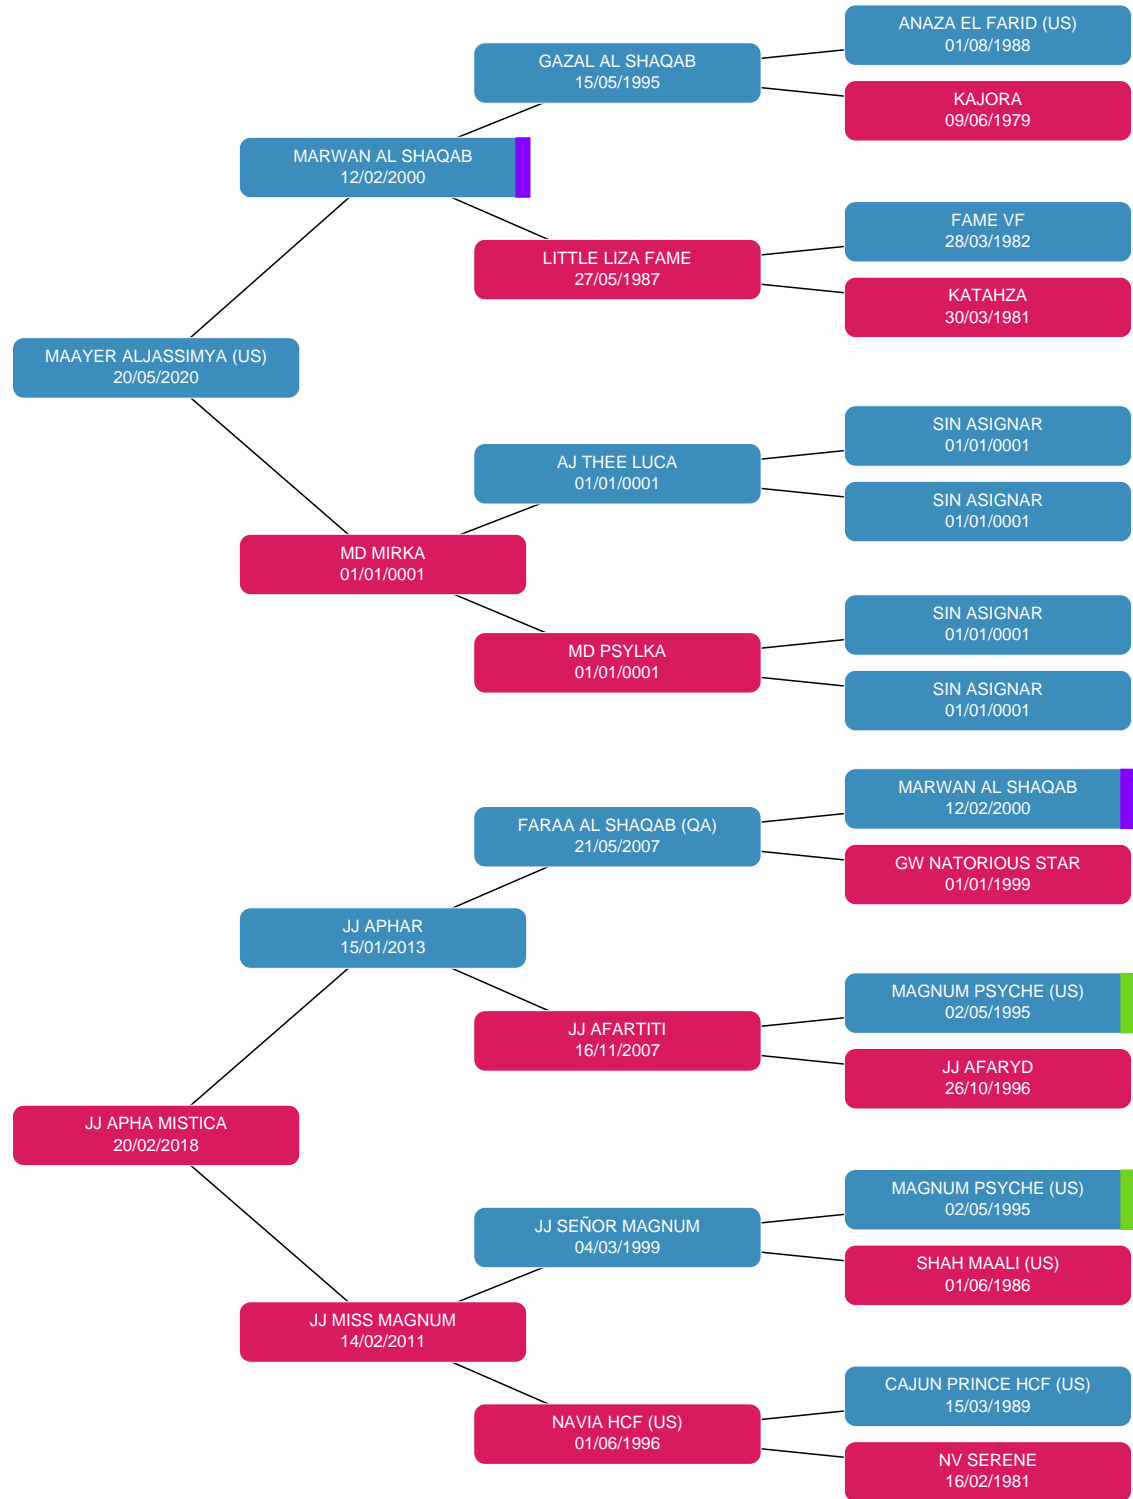 ANAZA EL FARID (US)
01/08/1988
GAZAL AL SHAQAB
15/05/1995
KAJORA
09/06/1979
MARWAN AL SHAQAB
12/02/2000
FAME VF
28/03/1982
LITTLE LIZA FAME
27/05/1987
KATAHZA
30/03/1981
MAAYER ALJASSIMYA (US)
20/05/2020
SIN ASIGNAR
01/01/0001
AJ THEE LUCA
01/01/0001
SIN ASIGNAR
01/01/0001
MD MIRKA
01/01/0001
SIN ASIGNAR
01/01/0001
MD PSYLKA
01/01/0001
SIN ASIGNAR
01/01/0001
MARWAN AL SHAQAB
12/02/2000
FARAA AL SHAQAB (QA)
21/05/2007
GW NATORIOUS STAR
01/01/1999
JJ APHAR
15/01/2013
MAGNUM PSYCHE (US)
02/05/1995
JJ AFARTITI
16/11/2007
JJ AFARYD
26/10/1996
JJ APHA MISTICA
20/02/2018
MAGNUM PSYCHE (US)
02/05/1995
JJ SEÑOR MAGNUM
04/03/1999
SHAH MAALI (US)
01/06/1986
JJ MISS MAGNUM
14/02/2011
CAJUN PRINCE HCF (US)
15/03/1989
NAVIA HCF (US)
01/06/1996
NV SERENE
16/02/1981